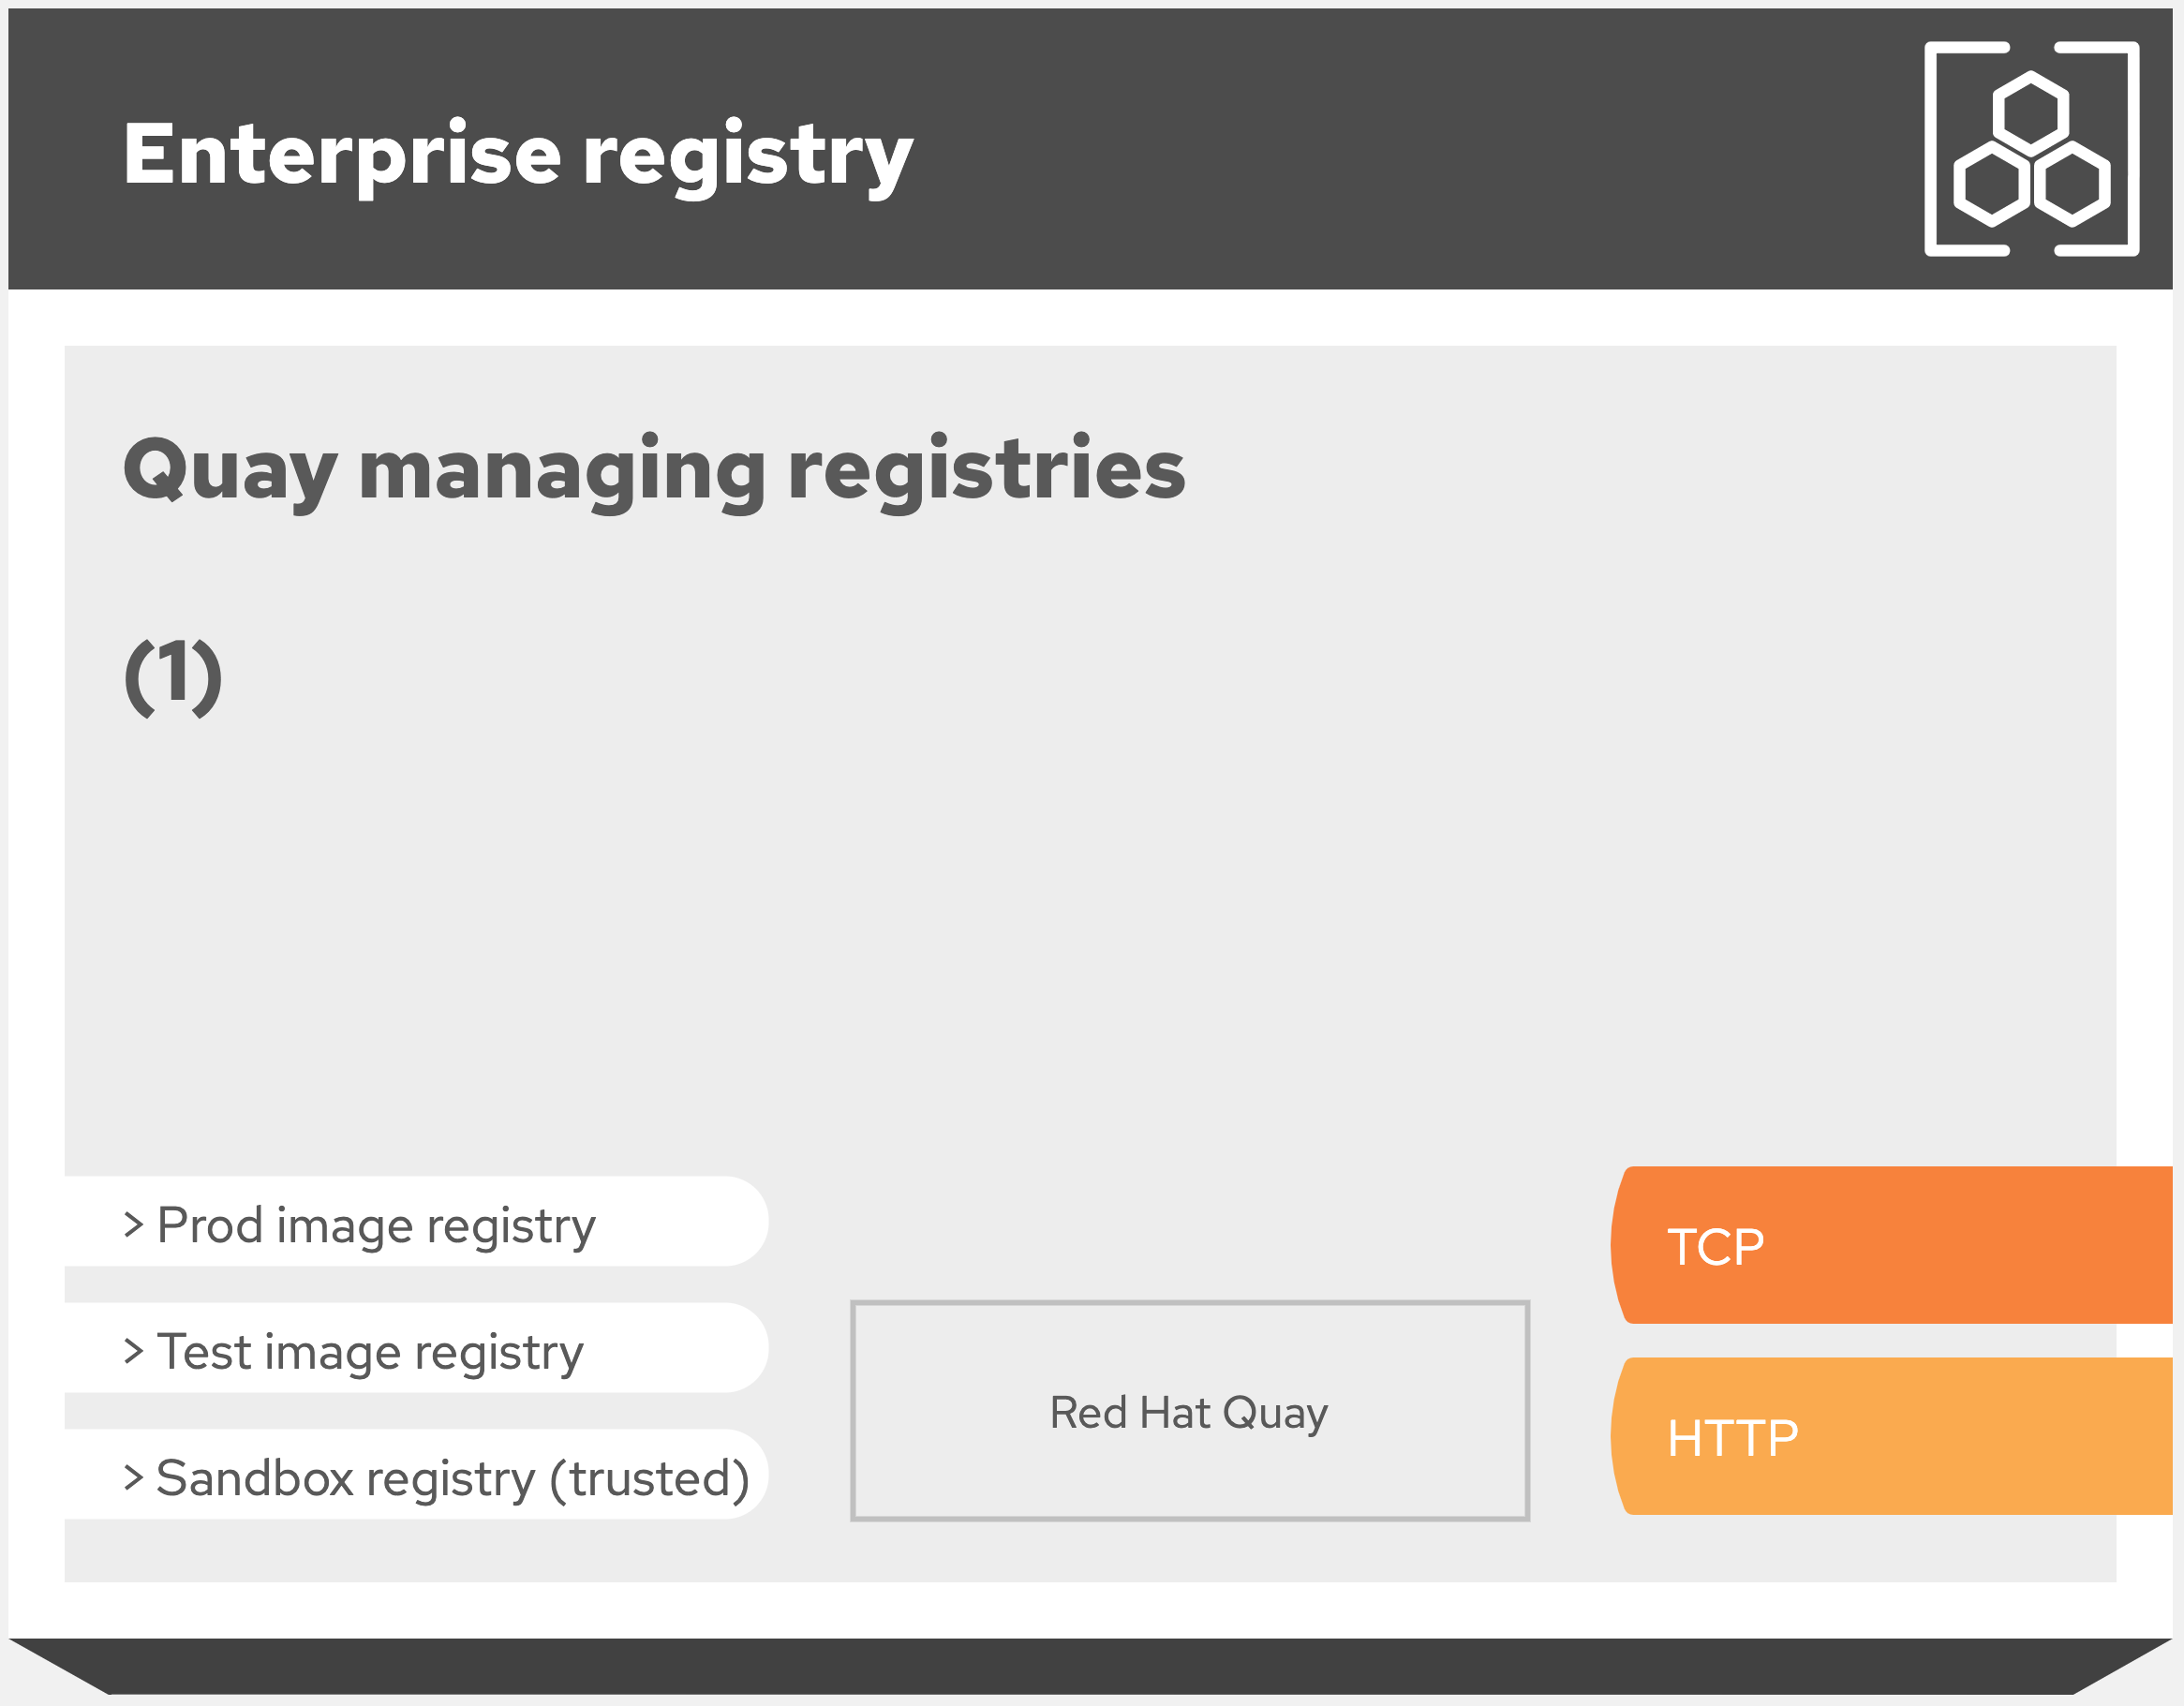 Enterprise registry
Quay managing registries
(1)
> Prod image registry
> Test image registry
> Sandbox registry (trusted)
Red Hat Quay
TCP
HTTP